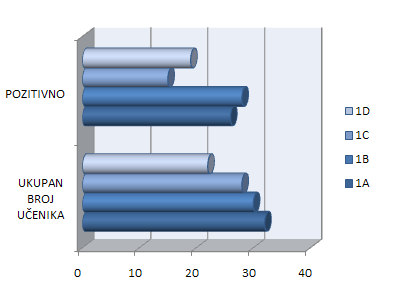 POZITIVNO
UKUPAN
BROJ
UČENIKA
0
10
20
30
40
1D
1C
1B
1A